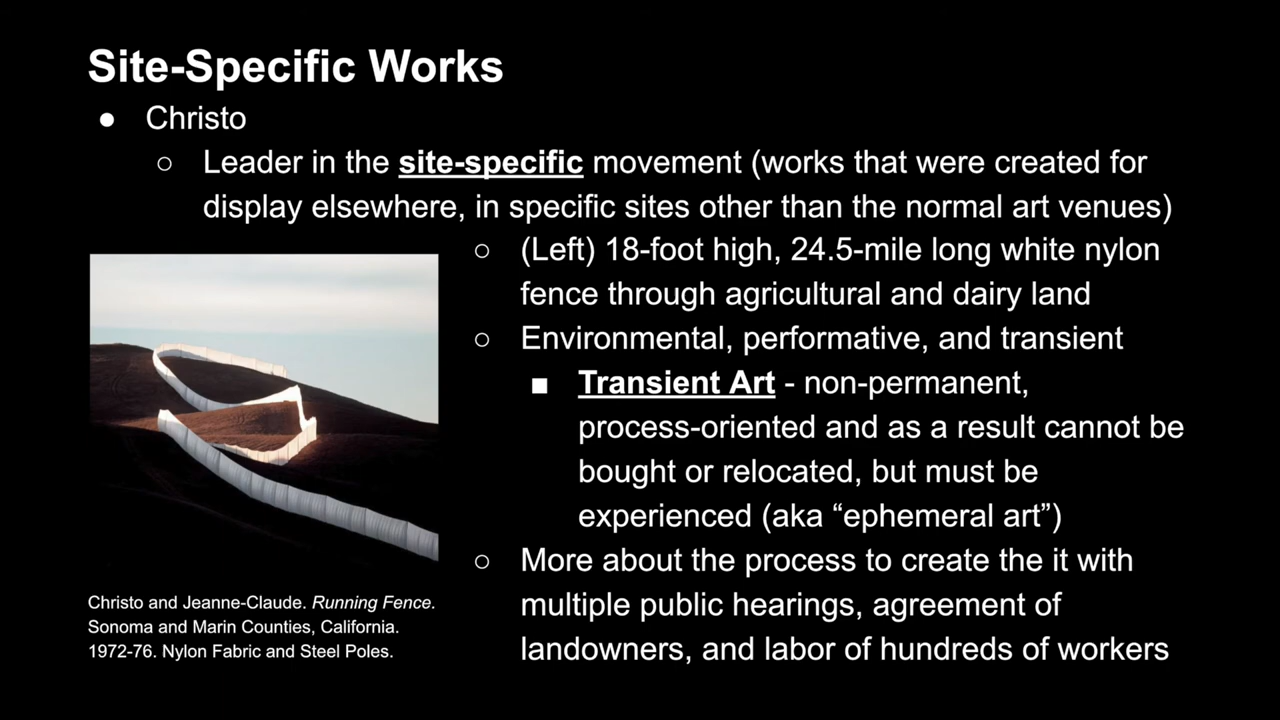 Site-Specific Works
● Christo
○ Leader in the site-specific movement (works that were created for
display elsewhere, in specific sites other than the normal art venues)
○ (Left) 18-foot high, 24.5-mile long white nylon
fence through agricultural and dairy land
○ Environmental, performative, and transient
■ Transient Art - non-permanent,
process-oriented and as a result cannot be
bought or relocated, but must be
experienced (aka “ephemeral art”)
○ More about the process to create the it with
multiple public hearings, agreement of
landowners, and labor of hundreds of workers
Christo and Jeanne-Claude. Running Fence.
Sonoma and Marin Counties, California.
1972-76. Nylon Fabric and Steel Poles.